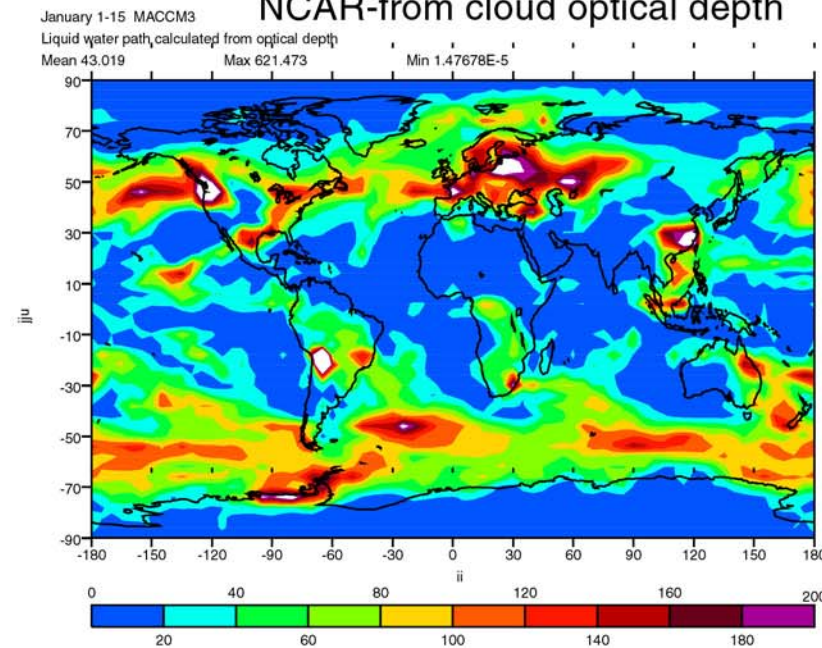 NCAR-from cloud optical depth
January 1-15 MACCM3
Liquid water path calculated from optical depth
Mean 43.019 Max 621.473 Min 1.47678E-5
90
70
50
30
10
-10
-30
-50
-70
-90
jju
-180 -150 -120 -90 -60 -30 0 30 60 90 120 150 180
ii
0 40 80 120 160 200
20 60 100 140 180